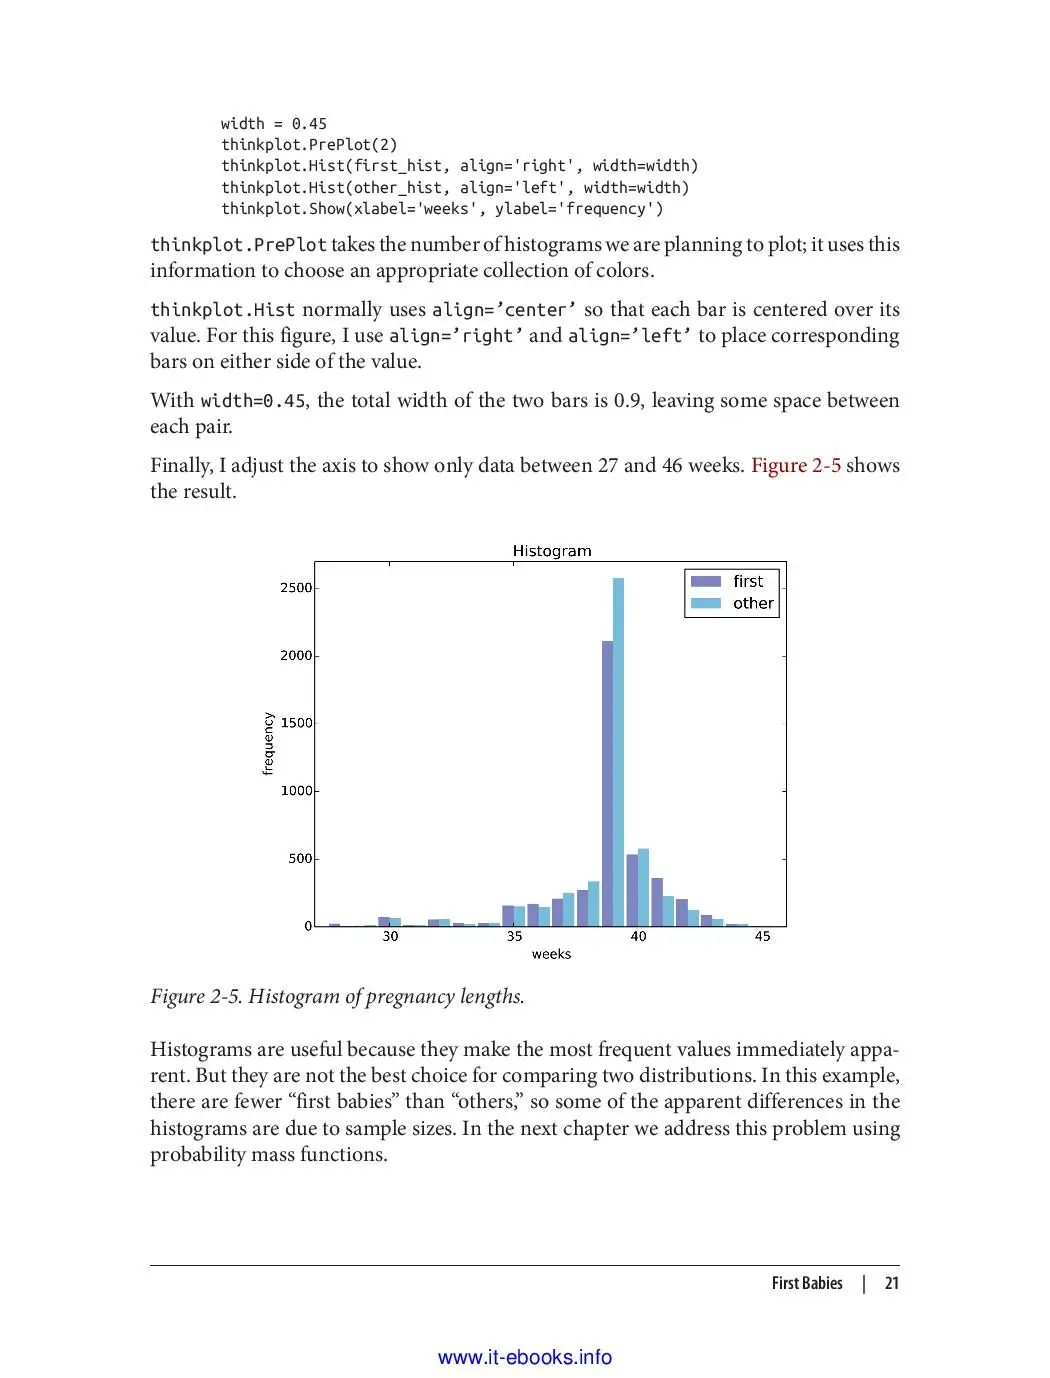 width = 0.45
thinkplot.PrePlot(2)
thinkplot.Hist(first_hist, align='right', width=width)
thinkplot.Hist(other_hist, align='left', width=width)
thinkplot.Show(xlabel='weeks', ylabel='frequency')
thinkplot.PrePlot takes the number of histograms we are planning to plot; it uses this
information to choose an appropriate collection of colors.
thinkplot.Hist normally uses align=’center’ so that each bar is centered over its
value. For this figure, I use align=’right’ and align=’left’ to place corresponding
bars on either side of the value.
With width=0.45, the total width of the two bars is 0.9, leaving some space between
each pair.
Finally, I adjust the axis to show only data between 27 and 46 weeks. Figure 2-5 shows
the result.
Histogram
first
other
2500
2000
1500
1000
500
0
frequency
30 35 40 45
weeks
Figure 2-5. Histogram of pregnancy lengths.
Histograms are useful because they make the most frequent values immediately appa-
rent. But they are not the best choice for comparing two distributions. In this example,
there are fewer “first babies” than “others,” so some of the apparent differences in the
histograms are due to sample sizes. In the next chapter we address this problem using
probability mass functions.
First Babies | 21
www.it-ebooks.info